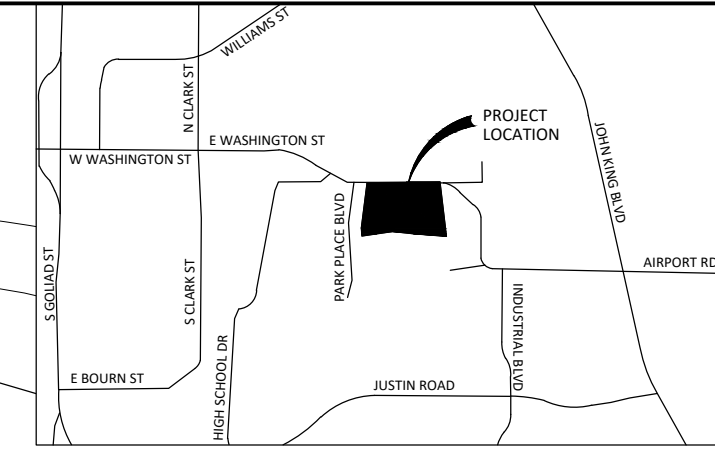 WILLIAMS ST
N CLARK ST
PROJECT
LOCATION
E WASHINGTON ST
W WASHINGTON ST
JOHN KING BLVD
PARK PLACE BLVD
S GOLIAD ST
S CLARK ST
AIRPORT RD
INDUSTRIAL BLVD
HIGH SCHOOL DR
E BOURN ST
JUSTIN ROAD